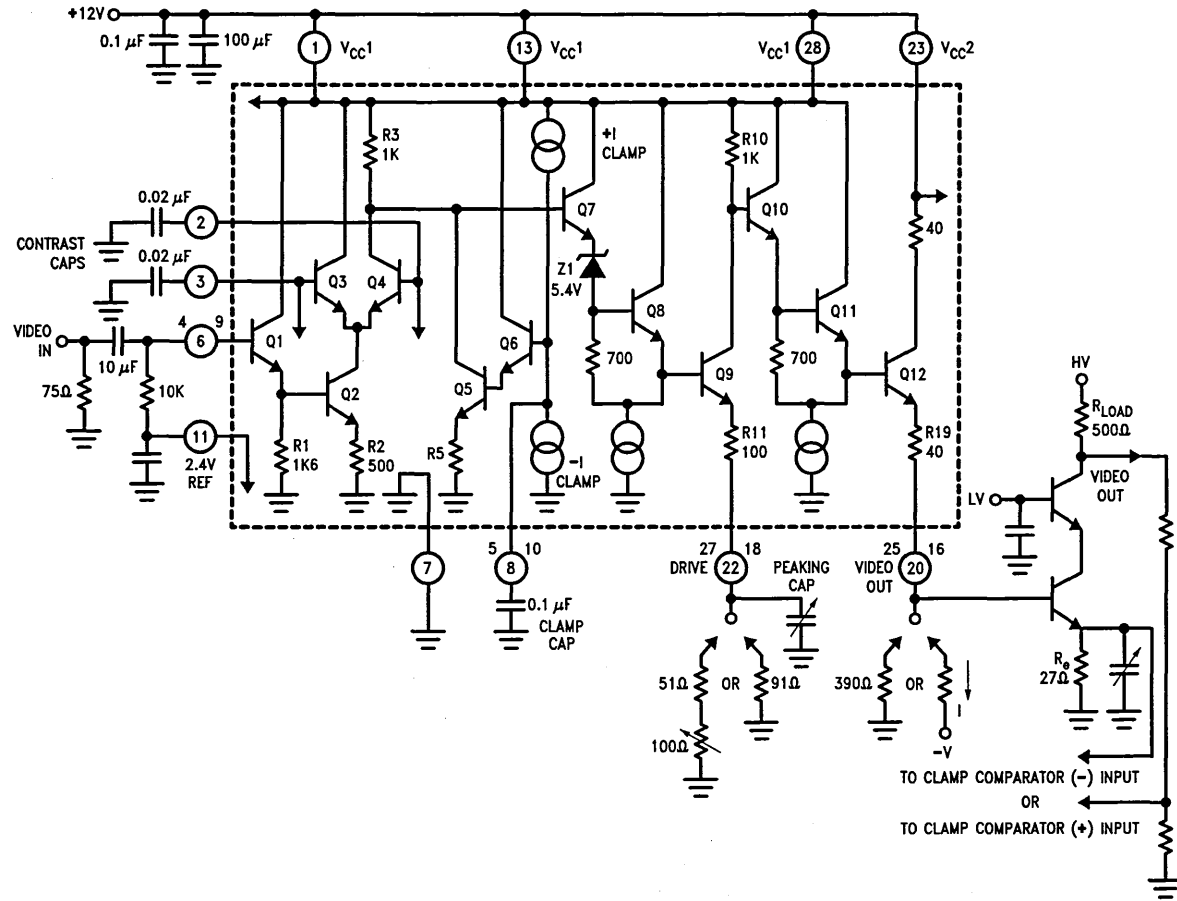 +12V
0.1 μF
100 μF
1
VCC1
13
VCC1
VCC1
28
23
VCC2
R3
1K
+I
CLAMP
R10
1K
0.02 μF
2
CONTRAST
CAPS
0.02 μF
3
Q3
Q4
Q7
Z1
5.4V
Q10
40
VIDEO
IN
4
9
6
10 μF
75Ω
10K
11
2.4V
REF
Q1
Q2
R1
1K6
R2
500
Q5
Q6
R5
-I
CLAMP
Q8
700
Q9
R11
100
700
Q11
Q12
R19
40
HV
RLOAD
500Ω
VIDEO
OUT
LV
7
5
10
8
0.1 μF
CLAMP
CAP
27
18
DRIVE
22
PEAKING
CAP
51Ω
OR
91Ω
100Ω
25
16
VIDEO
OUT
20
390Ω
OR
I
-V
Re
27Ω
TO CLAMP COMPARATOR (-) INPUT
OR
TO CLAMP COMPARATOR (+) INPUT